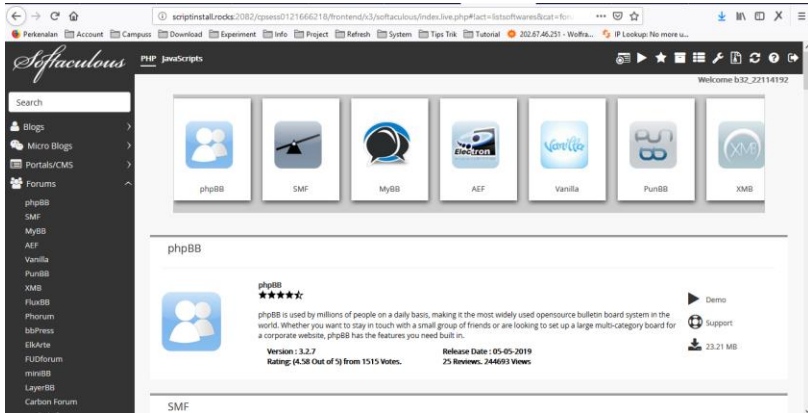 scriptinstall.rocks:2082/cpsess0121666218/frontend/x3/softaculous/index.live.php#act=listsoftwares&cat=for
Perkenalan Account Campuss Download Experiment Info Project Refresh System Tips Trik Tutorial 202.67.46.251 - Wolfra... IP Lookup: No more u...
Softaculous
PHP JavaScripts
Welcome b32_22114192
Search
Blogs
Micro Blogs
Portals/CMS
Forums
phpBB
SMF
MyBB
AEF
Vanilla
PunBB
XMB
FluxBB
Phorum
bbPress
ElkArte
FUDforum
miniBB
LayerBB
Carbon Forum
Electron
Vanilla
PUN
BB
XMB
phpBB SMF MyBB AEF Vanilla PunBB XMB
phpBB
phpBB
phpBB is used by millions of people on a daily basis, making it the most widely used opensource bulletin board system in the
world. Whether you want to stay in touch with a small group of friends or are looking to set up a large multi-category board for
a corporate website, phpBB has the features you need built in.
Version : 3.2.7 Release Date : 05-05-2019
Rating: (4.58 Out of 5) from 1515 Votes. 25 Reviews. 244693 Views
Demo
Support
23.21 MB
SMF